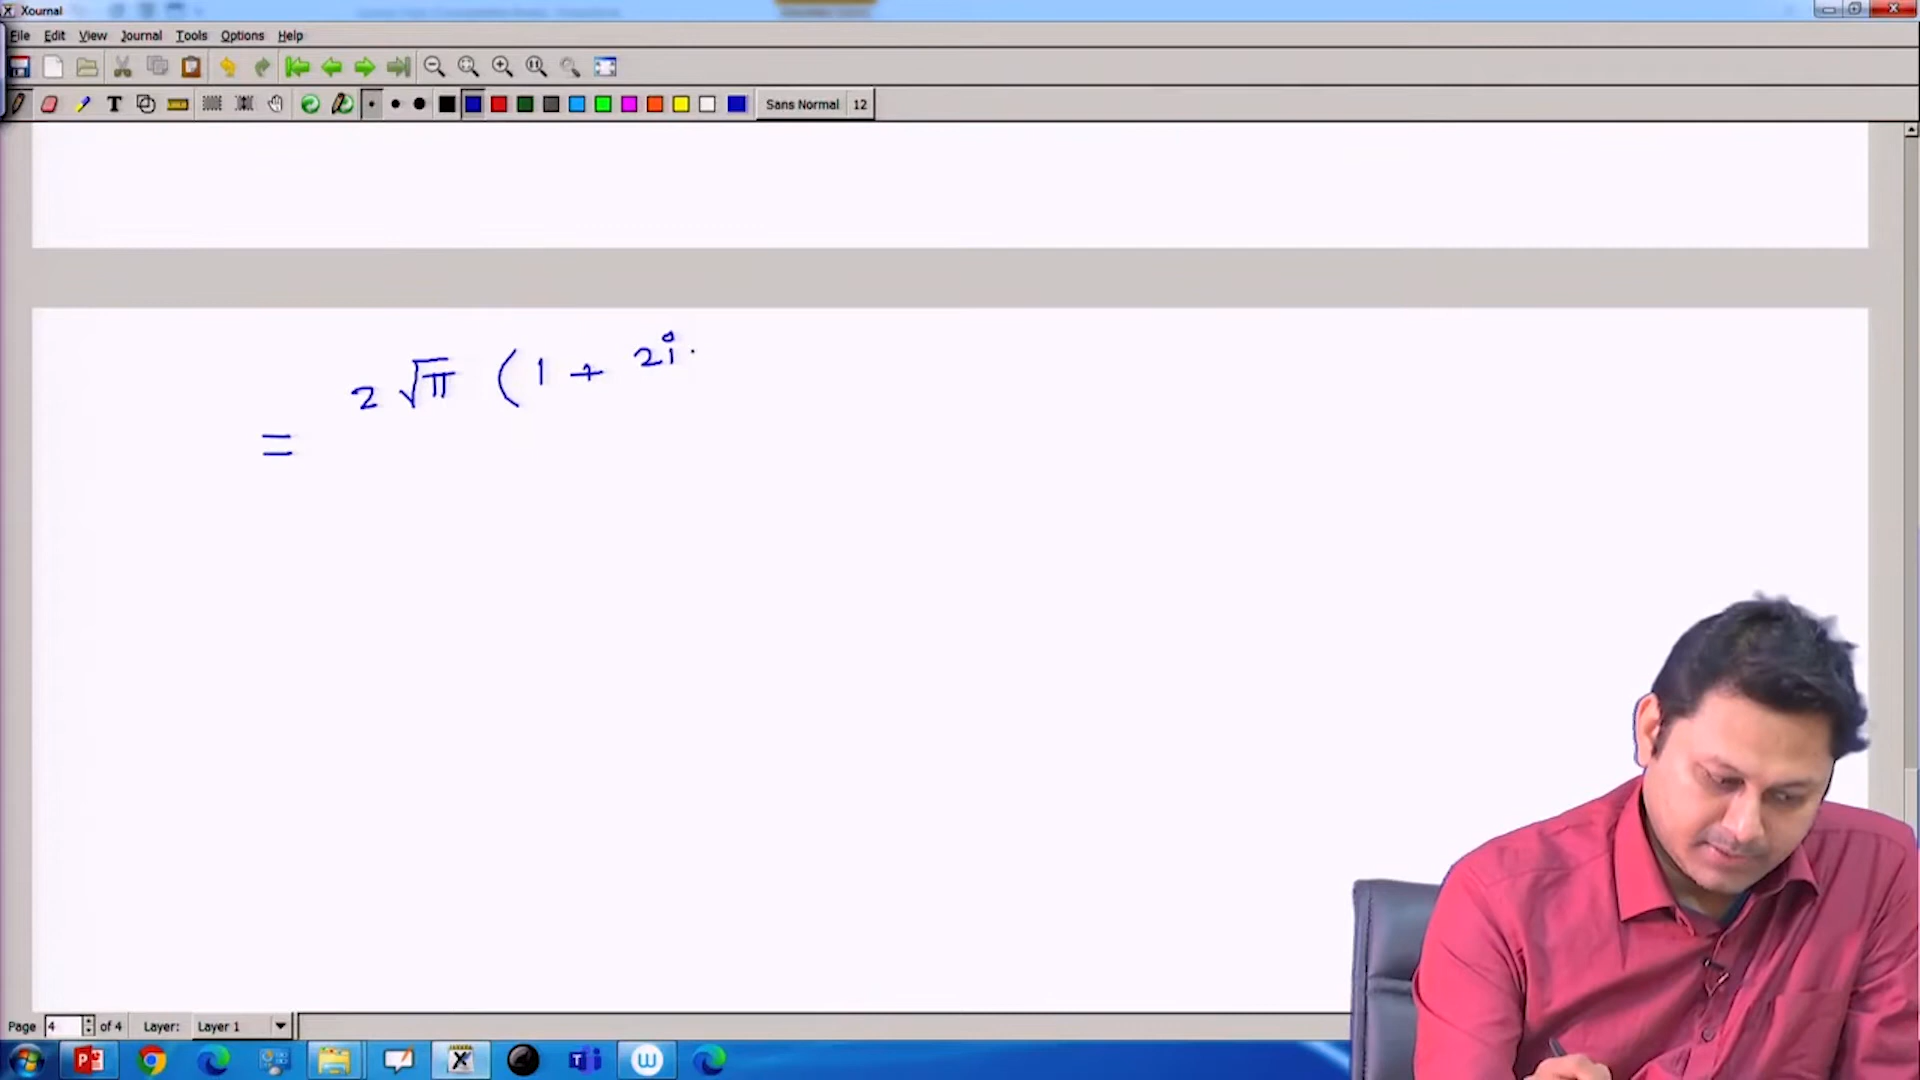 Xournal
File Edit View Journal Tools Options Help
Sans Normal 12
2 √π ( 1 + 2i .
=
Page 4 of 4 Layer: Layer 1